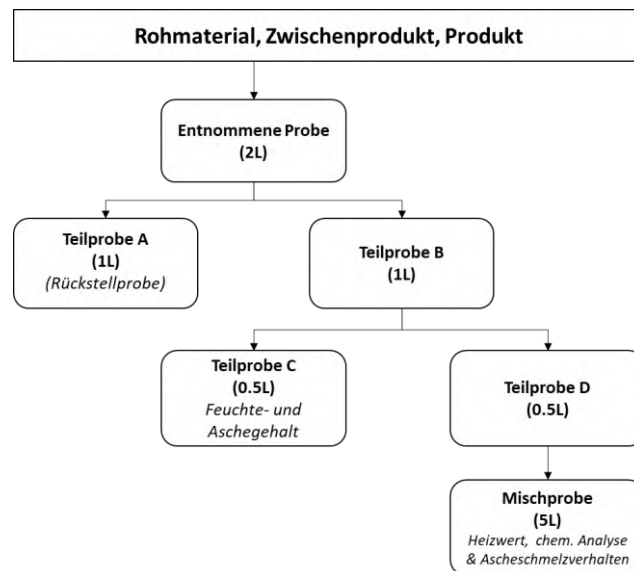 Rohmaterial, Zwischenprodukt, Produkt
Entnommene Probe
(2L)
Teilprobe A
(1L)
(Rückstellprobe)
Teilprobe B
(1L)
Teilprobe C
(0.5L)
Feuchte- und
Aschegehalt
Teilprobe D
(0.5L)
Mischprobe
(5L)
Heizwert, chem. Analyse
& Ascheschmelzverhalten